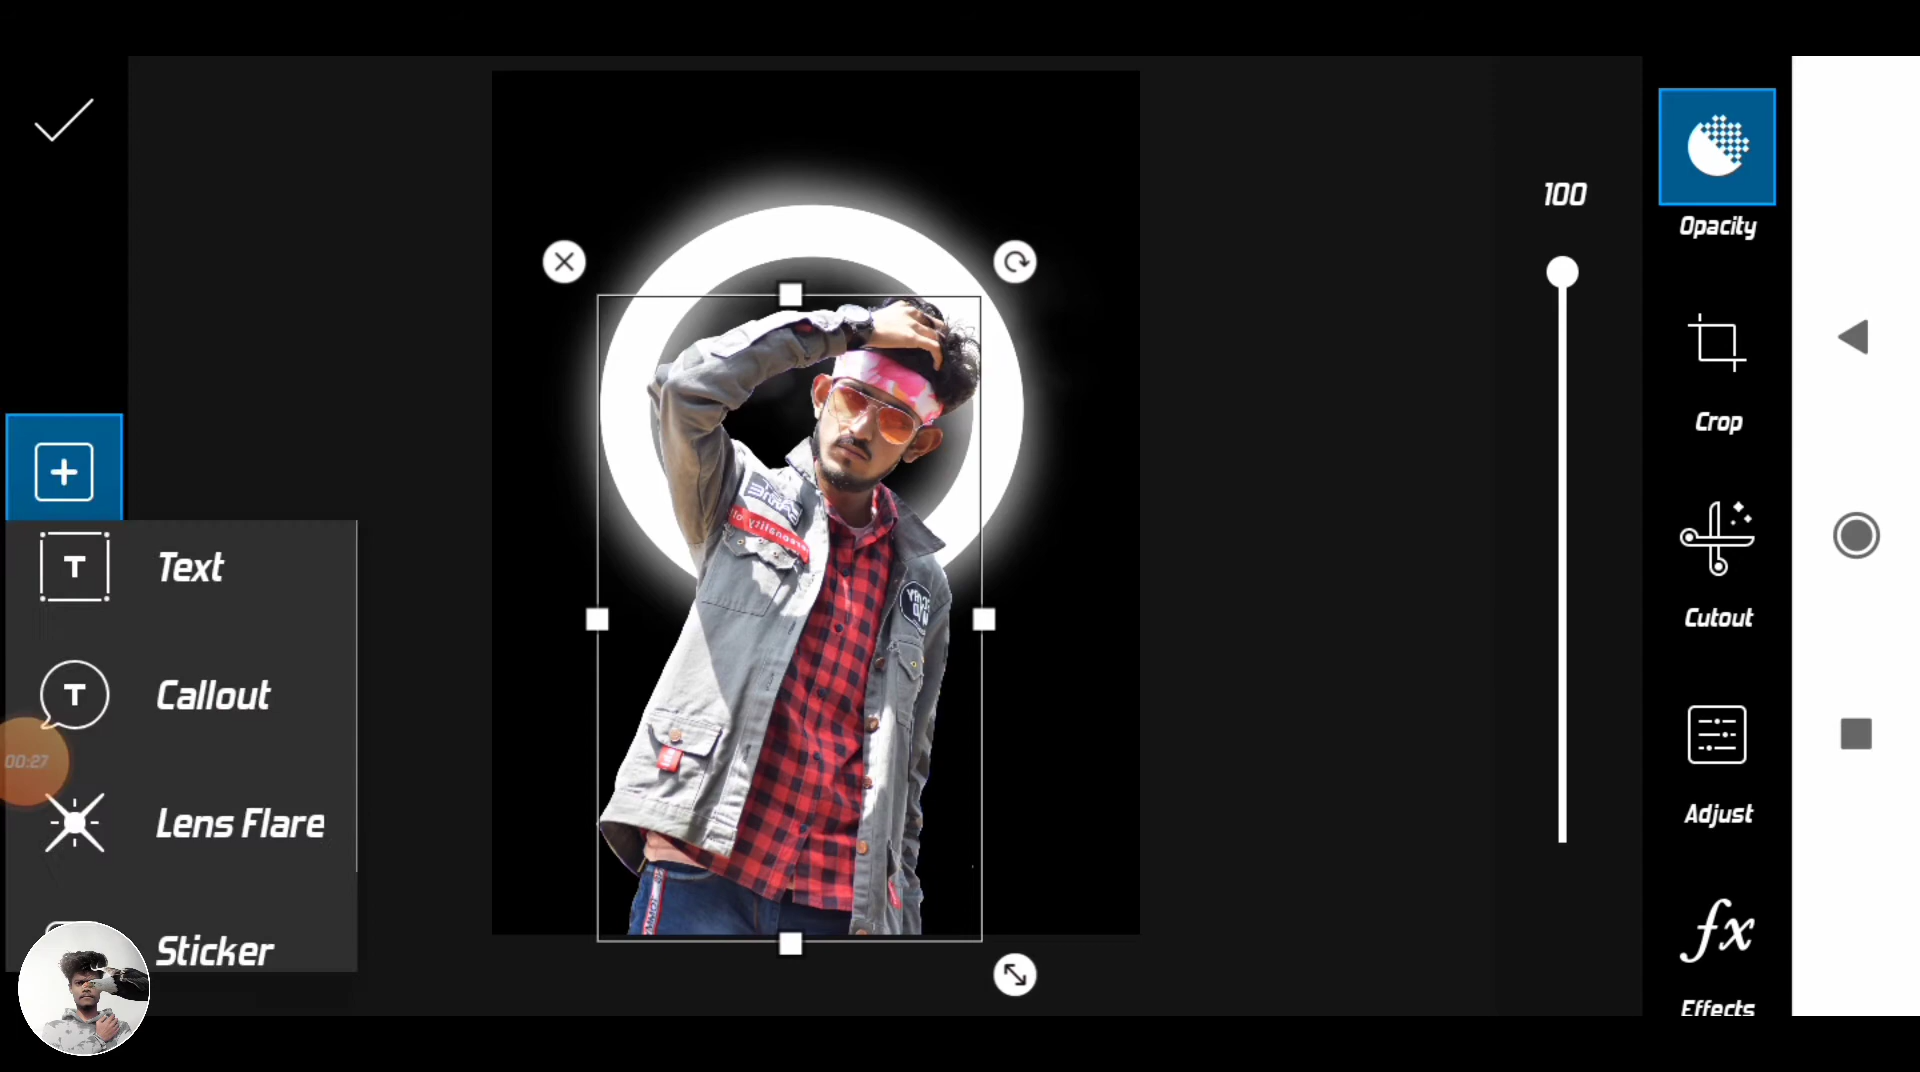 100
Opacity
Crop
Cutout
Adjust
Effects
Text
Callout
00:27
Lens Flare
Sticker